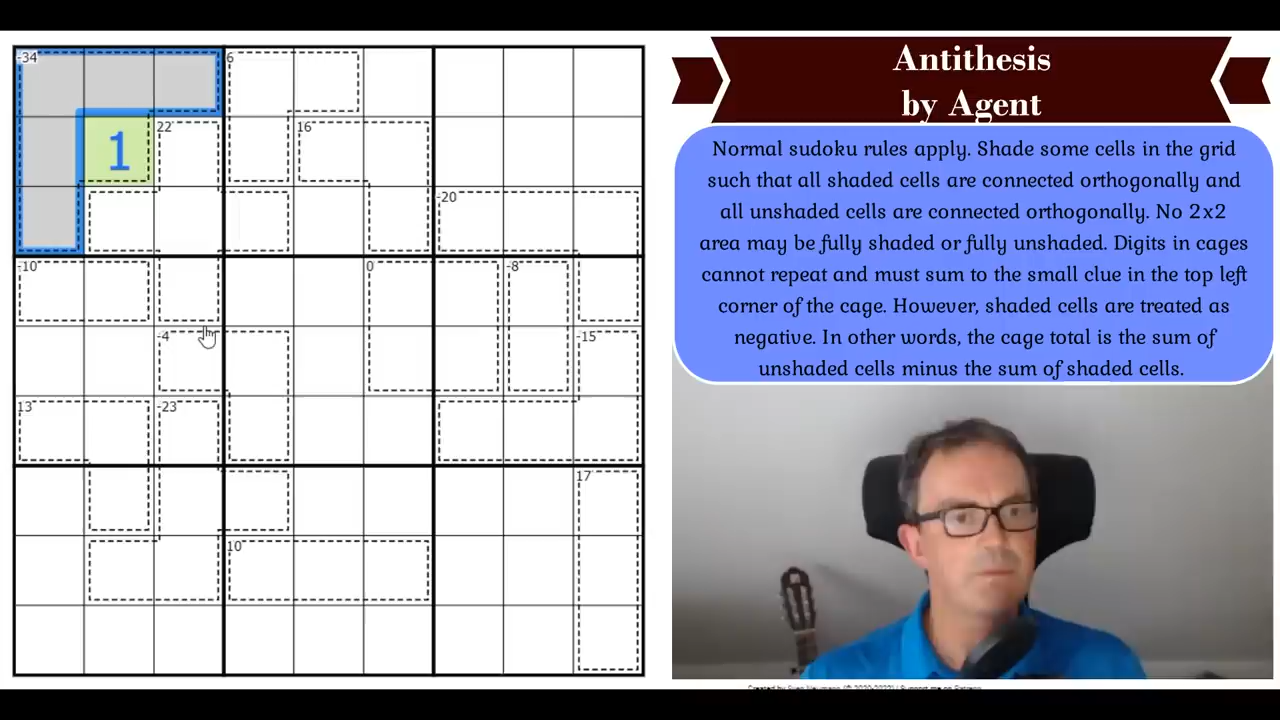 Antithesis
by Agent
Normal sudoku rules apply. Shade some cells in the grid
such that all shaded cells are connected orthogonally and
all unshaded cells are connected orthogonally. No 2x2
area may be fully shaded or fully unshaded. Digits in cages
cannot repeat and must sum to the small clue in the top left
corner of the cage. However, shaded cells are treated as
negative. In other words, the cage total is the sum of
unshaded cells minus the sum of shaded cells.
-34 6
1 22 16
-20
-10 0 -8
-4 -15
13 -23
17
10